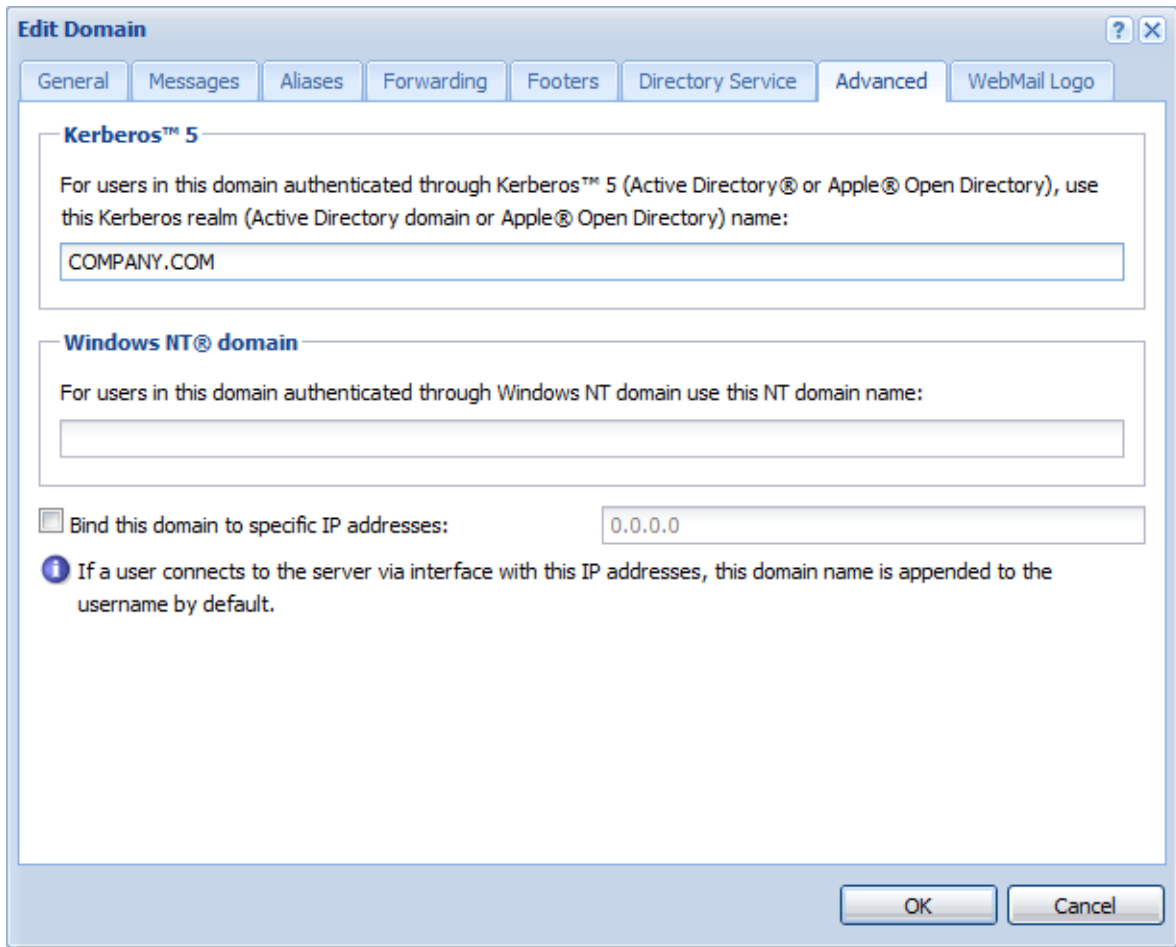 Edit Domain
General Messages Aliases Forwarding Footers Directory Service Advanced WebMail Logo
Kerberos™ 5
For users in this domain authenticated through Kerberos™ 5 (Active Directory® or Apple® Open Directory), use
this Kerberos realm (Active Directory domain or Apple® Open Directory) name:
COMPANY.COM
Windows NT® domain
For users in this domain authenticated through Windows NT domain use this NT domain name:
Bind this domain to specific IP addresses: 0.0.0.0
If a user connects to the server via interface with this IP addresses, this domain name is appended to the
username by default.
OK Cancel